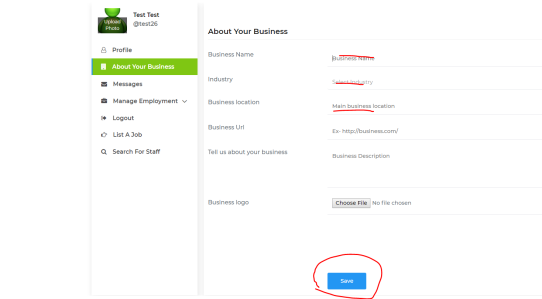 Test Test
@test26
Upload
Photo
Profile
About Your Business
Messages
Manage Employment
Logout
List A Job
Search For Staff
About Your Business
Business Name
Business Name
Industry
Select Industry
Business location
Main business location
Business Url
Ex- http://business.com/
Tell us about your business
Business Description
Business logo
Choose File No file chosen
Save